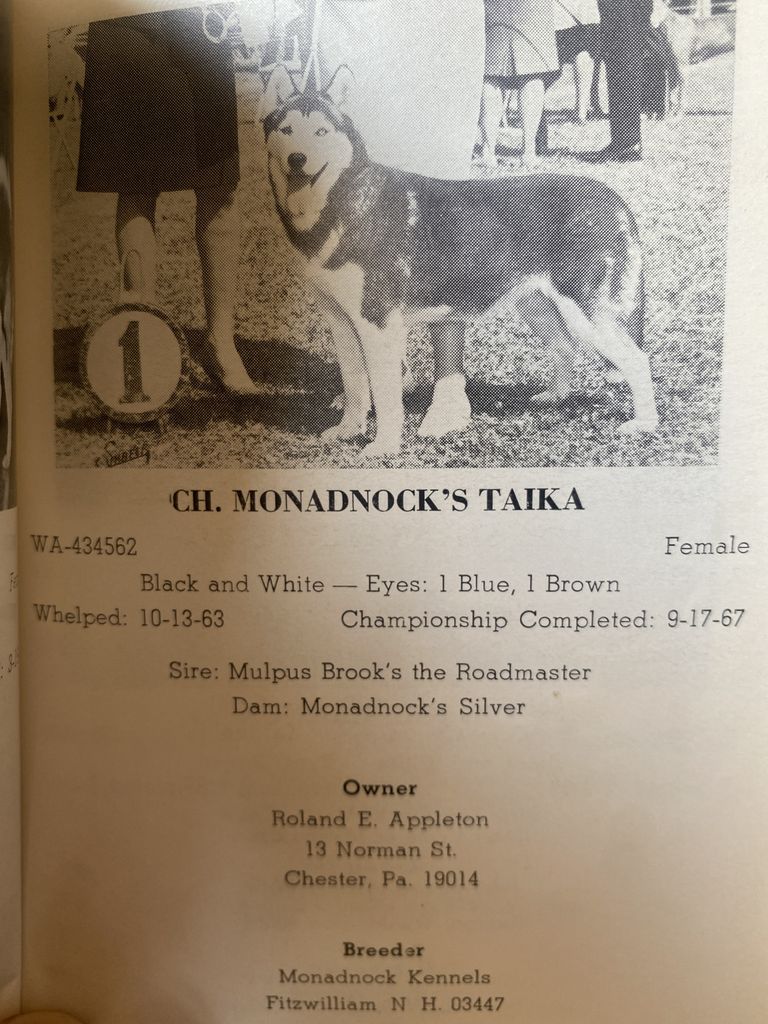 1
CH. MONADNOCK'S TAIKA
WA-434562 Female
Black and White — Eyes: 1 Blue, 1 Brown
Whelped: 10-13-63 Championship Completed: 9-17-67
Sire: Mulpus Brook's the Roadmaster
Dam: Monadnock's Silver
Owner
Roland E. Appleton
13 Norman St.
Chester, Pa. 19014
Breeder
Monadnock Kennels
Fitzwilliam N H. 03447